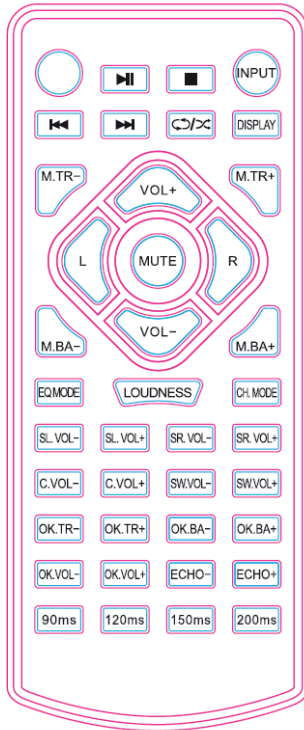 INPUT
DISPLAY
M.TR− M.TR+
VOL+
L MUTE R
VOL−
M.BA− M.BA+
EQ.MODE LOUDNESS CH. MODE
SL. VOL− SL. VOL+ SR. VOL− SR. VOL+
C.VOL− C.VOL+ SW.VOL− SW.VOL+
OK.TR− OK.TR+ OK.BA− OK.BA+
OK.VOL− OK.VOL+ ECHO− ECHO+
90ms 120ms 150ms 200ms